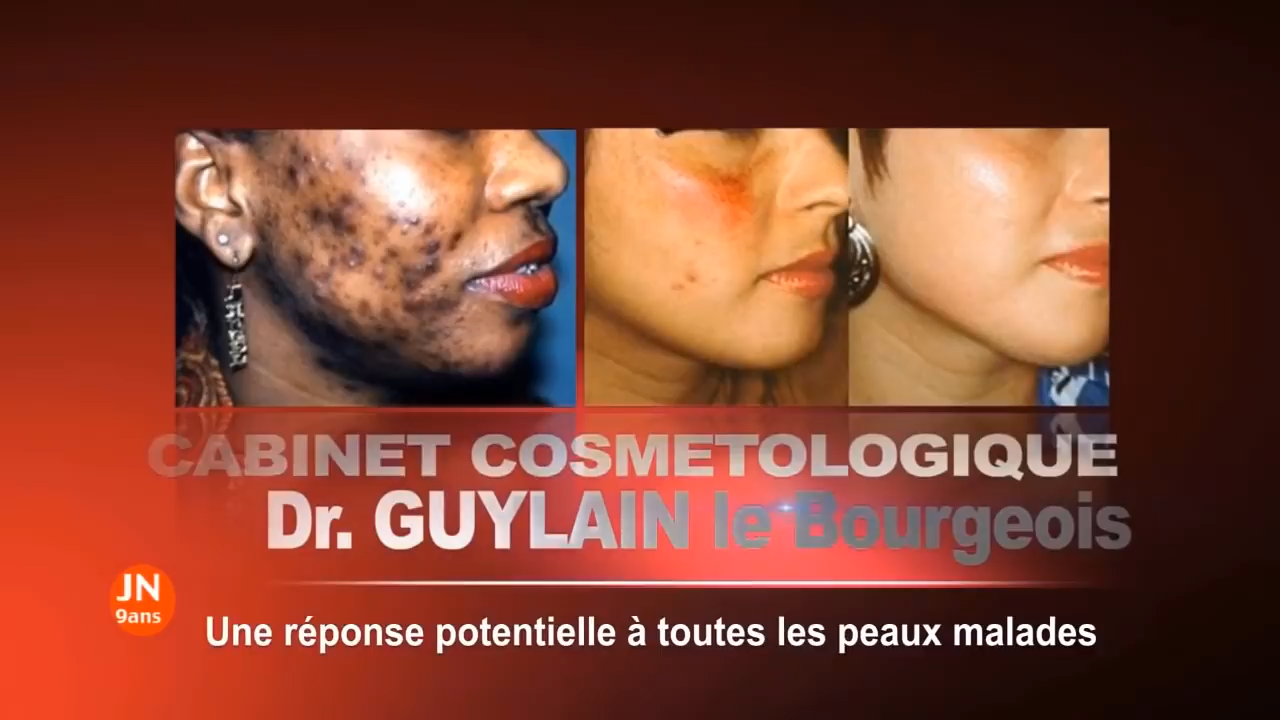 CABINET COSMETOLOGIQUE
Dr. GUYLAIN le Bourgeois
JN
9ans
Une réponse potentielle à toutes les peaux malades